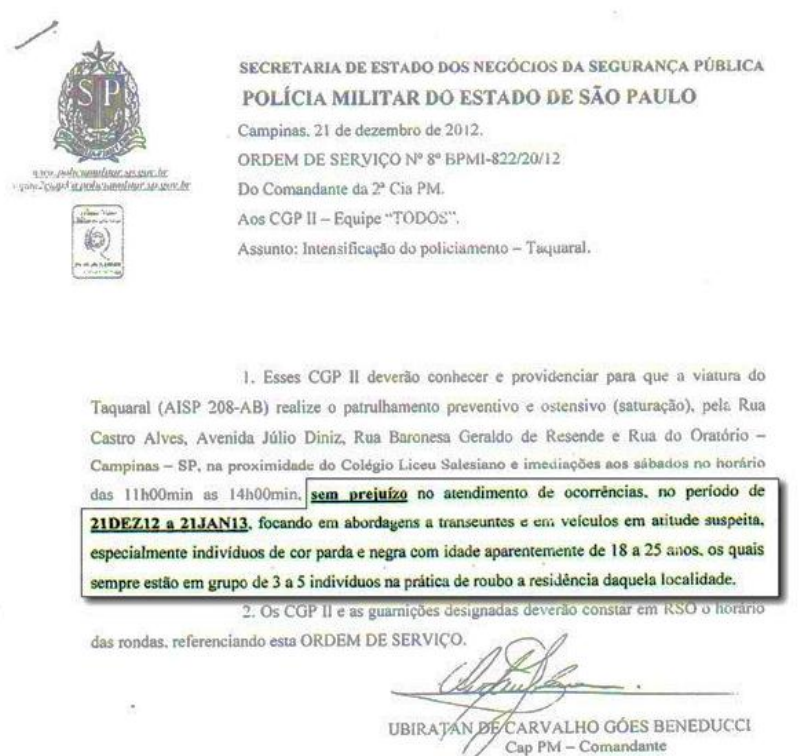 SECRETARIA DE ESTADO DOS NEGÓCIOS DA SEGURANÇA PÚBLICA
POLÍCIA MILITAR DO ESTADO DE SÃO PAULO
SP
Campinas, 21 de dezembro de 2012.
www.policiamilitar.sp.gov.br
ORDEM DE SERVIÇO Nº 8º BPMI-822/20/12
Do Comandante da 2ª Cia PM.
Aos CGP II – Equipe “TODOS”.
Assunto: Intensificação do policiamento – Taquaral.
1. Esses CGP II deverão conhecer e providenciar para que a viatura do
Taquaral (AISP 208-AB) realize o patrulhamento preventivo e ostensivo (saturação), pela Rua
Castro Alves, Avenida Júlio Diniz, Rua Baronesa Geraldo de Resende e Rua do Oratório –
Campinas – SP, na proximidade do Colégio Liceu Salesiano e imediações aos sábados no horário
das 11h00min as 14h00min, sem prejuízo no atendimento de ocorrências, no período de
21DEZ12 a 21JAN13, focando em abordagens a transeuntes e em veículos em atitude suspeita,
especialmente indivíduos de cor parda e negra com idade aparentemente de 18 a 25 anos, os quais
sempre estão em grupo de 3 a 5 indivíduos na prática de roubo a residência daquela localidade.
2. Os CGP II e as guarnições designadas deverão constar em RSO o horário
das rondas, referenciando esta ORDEM DE SERVIÇO.
UBIRATAN DE CARVALHO GÓES BENEDUCCI
Cap PM – Comandante